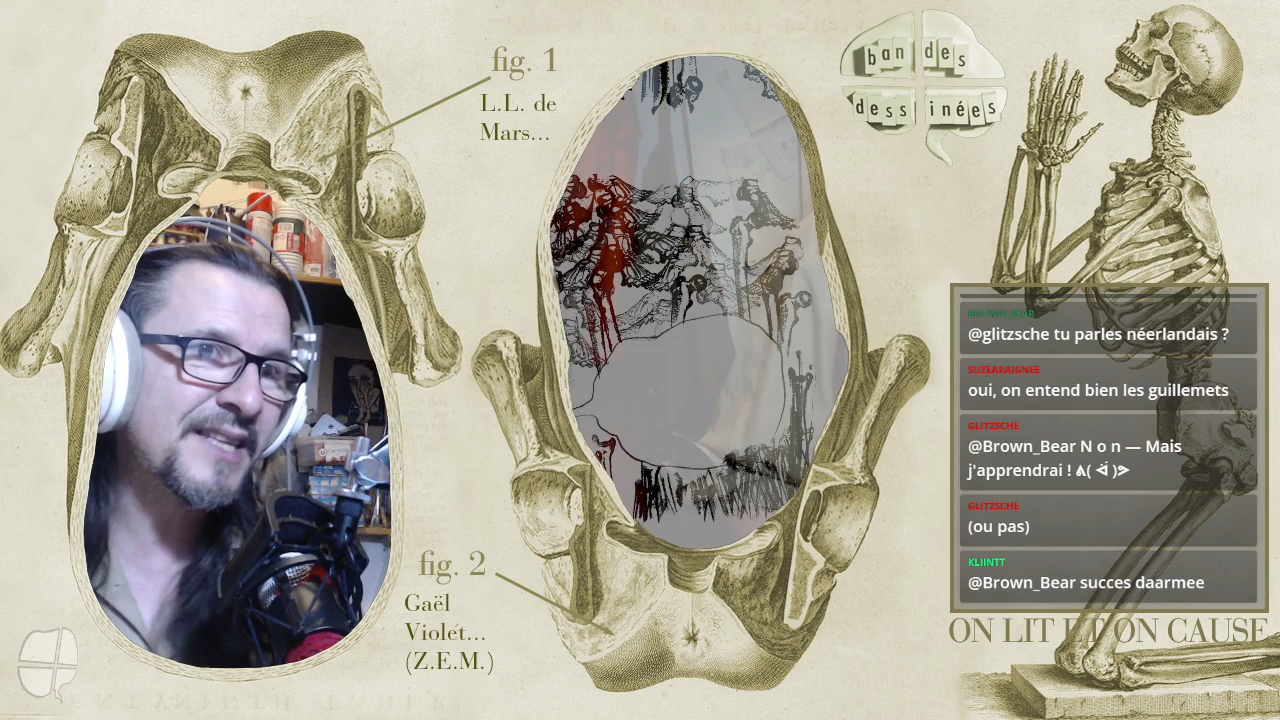 fig. 1
L.L. de
Mars...
ban des
dess inées
BROWN_BEAR
@glitzsche tu parles néerlandais ?
SUZEARAIGNEE
oui, on entend bien les guillemets
GLITZSCHE
@Brown_Bear N o n — Mais
j'apprendrai ! ᕕ( ᐛ )ᕗ
GLITZSCHE
(ou pas)
KLIINTT
@Brown_Bear succes daarmee
fig. 2
Gaël
Violét...
(Z.E.M.)
ON LIT ET ON CAUSE